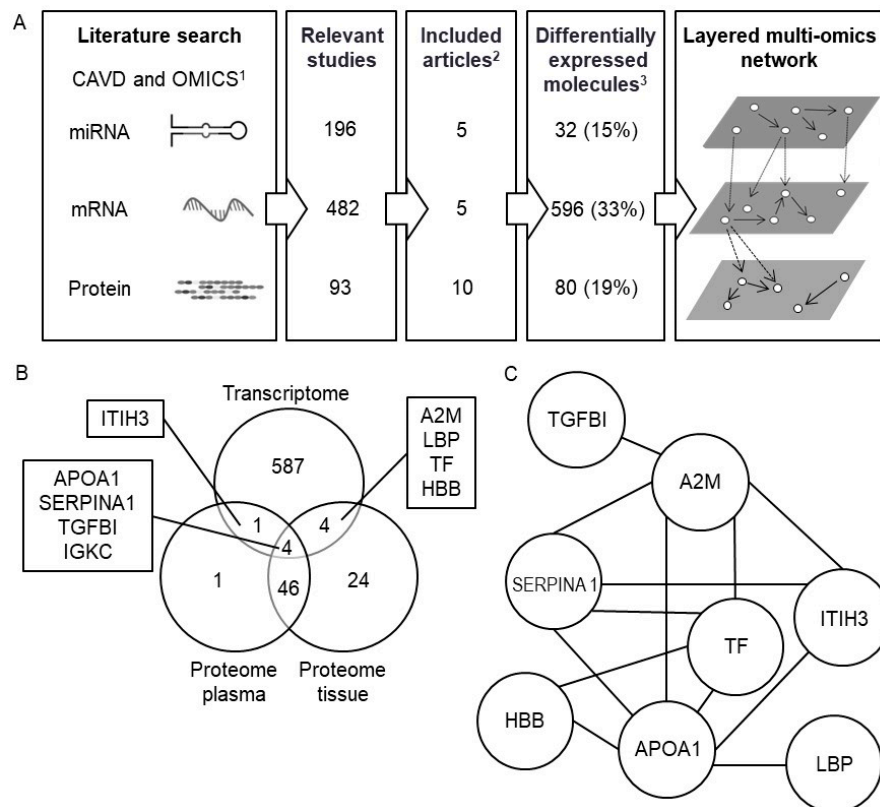 A
Literature search
CAVD and OMICS1
miRNA
mRNA
Protein
Relevant
studies
196
482
93
Included
articles2
5
5
10
Differentially
expressed
molecules3
32 (15%)
596 (33%)
80 (19%)
Layered multi-omics
network
B
Transcriptome
ITIH3
A2M
LBP
TF
HBB
APOA1
SERPINA1
TGFBI
IGKC
587
1
4
4
1
46
24
Proteome
plasma
Proteome
tissue
C
TGFBI
A2M
SERPINA1
ITIH3
TF
HBB
APOA1
LBP